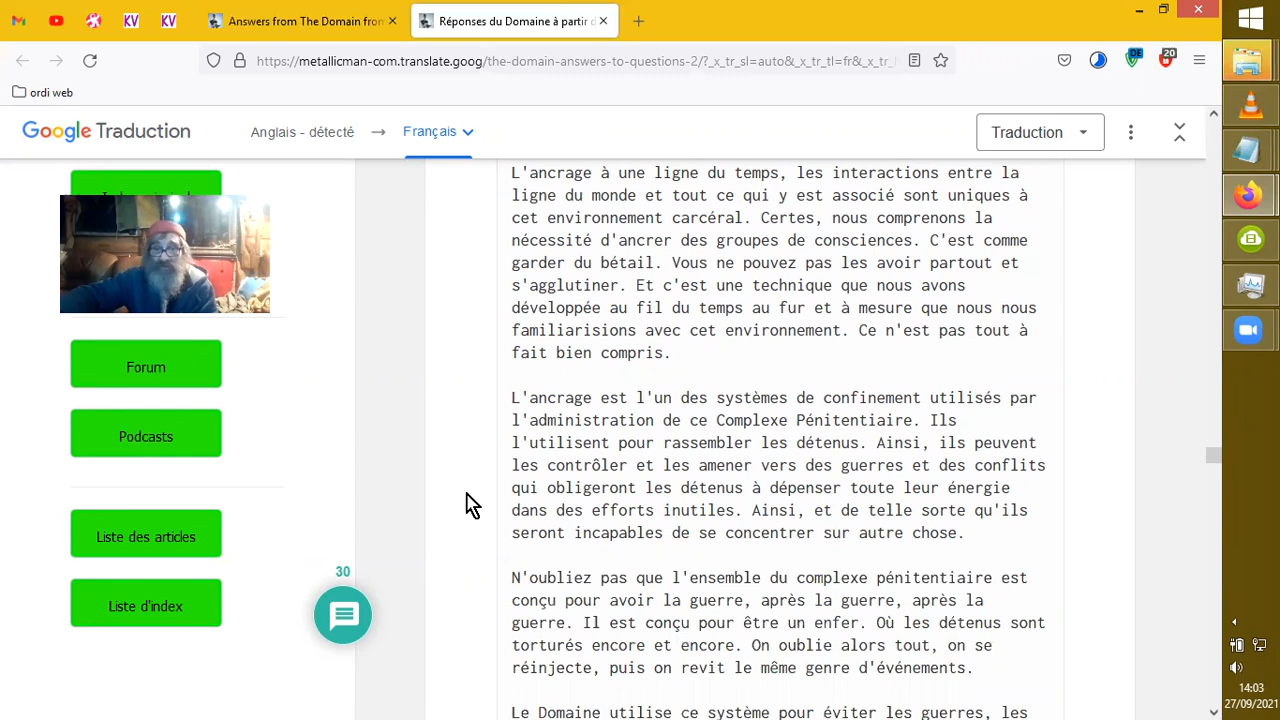 Answers from The Domain from
Réponses du Domaine à partir d
https://metallicman-com.translate.goog/the-domain-answers-to-questions-2/?_x_tr_sl=auto&_x_tr_tl=fr&_x_tr_
DE
20
ordi web
Google Traduction
Anglais - détecté
Français
Traduction
Forum
Podcasts
Liste des articles
Liste d'index
30
L'ancrage à une ligne du temps, les interactions entre la
ligne du monde et tout ce qui y est associé sont uniques à
cet environnement carcéral. Certes, nous comprenons la
nécessité d'ancrer des groupes de consciences. C'est comme
garder du bétail. Vous ne pouvez pas les avoir partout et
s'agglutiner. Et c'est une technique que nous avons
développée au fil du temps au fur et à mesure que nous nous
familiarisions avec cet environnement. Ce n'est pas tout à
fait bien compris.
L'ancrage est l'un des systèmes de confinement utilisés par
l'administration de ce Complexe Pénitentiaire. Ils
l'utilisent pour rassembler les détenus. Ainsi, ils peuvent
les contrôler et les amener vers des guerres et des conflits
qui obligeront les détenus à dépenser toute leur énergie
dans des efforts inutiles. Ainsi, et de telle sorte qu'ils
seront incapables de se concentrer sur autre chose.
N'oubliez pas que l'ensemble du complexe pénitentiaire est
conçu pour avoir la guerre, après la guerre, après la
guerre. Il est conçu pour être un enfer. Où les détenus sont
torturés encore et encore. On oublie alors tout, on se
réinjecte, puis on revit le même genre d'événements.
Le Domaine utilise ce système pour éviter les guerres, les
14:03
27/09/2021